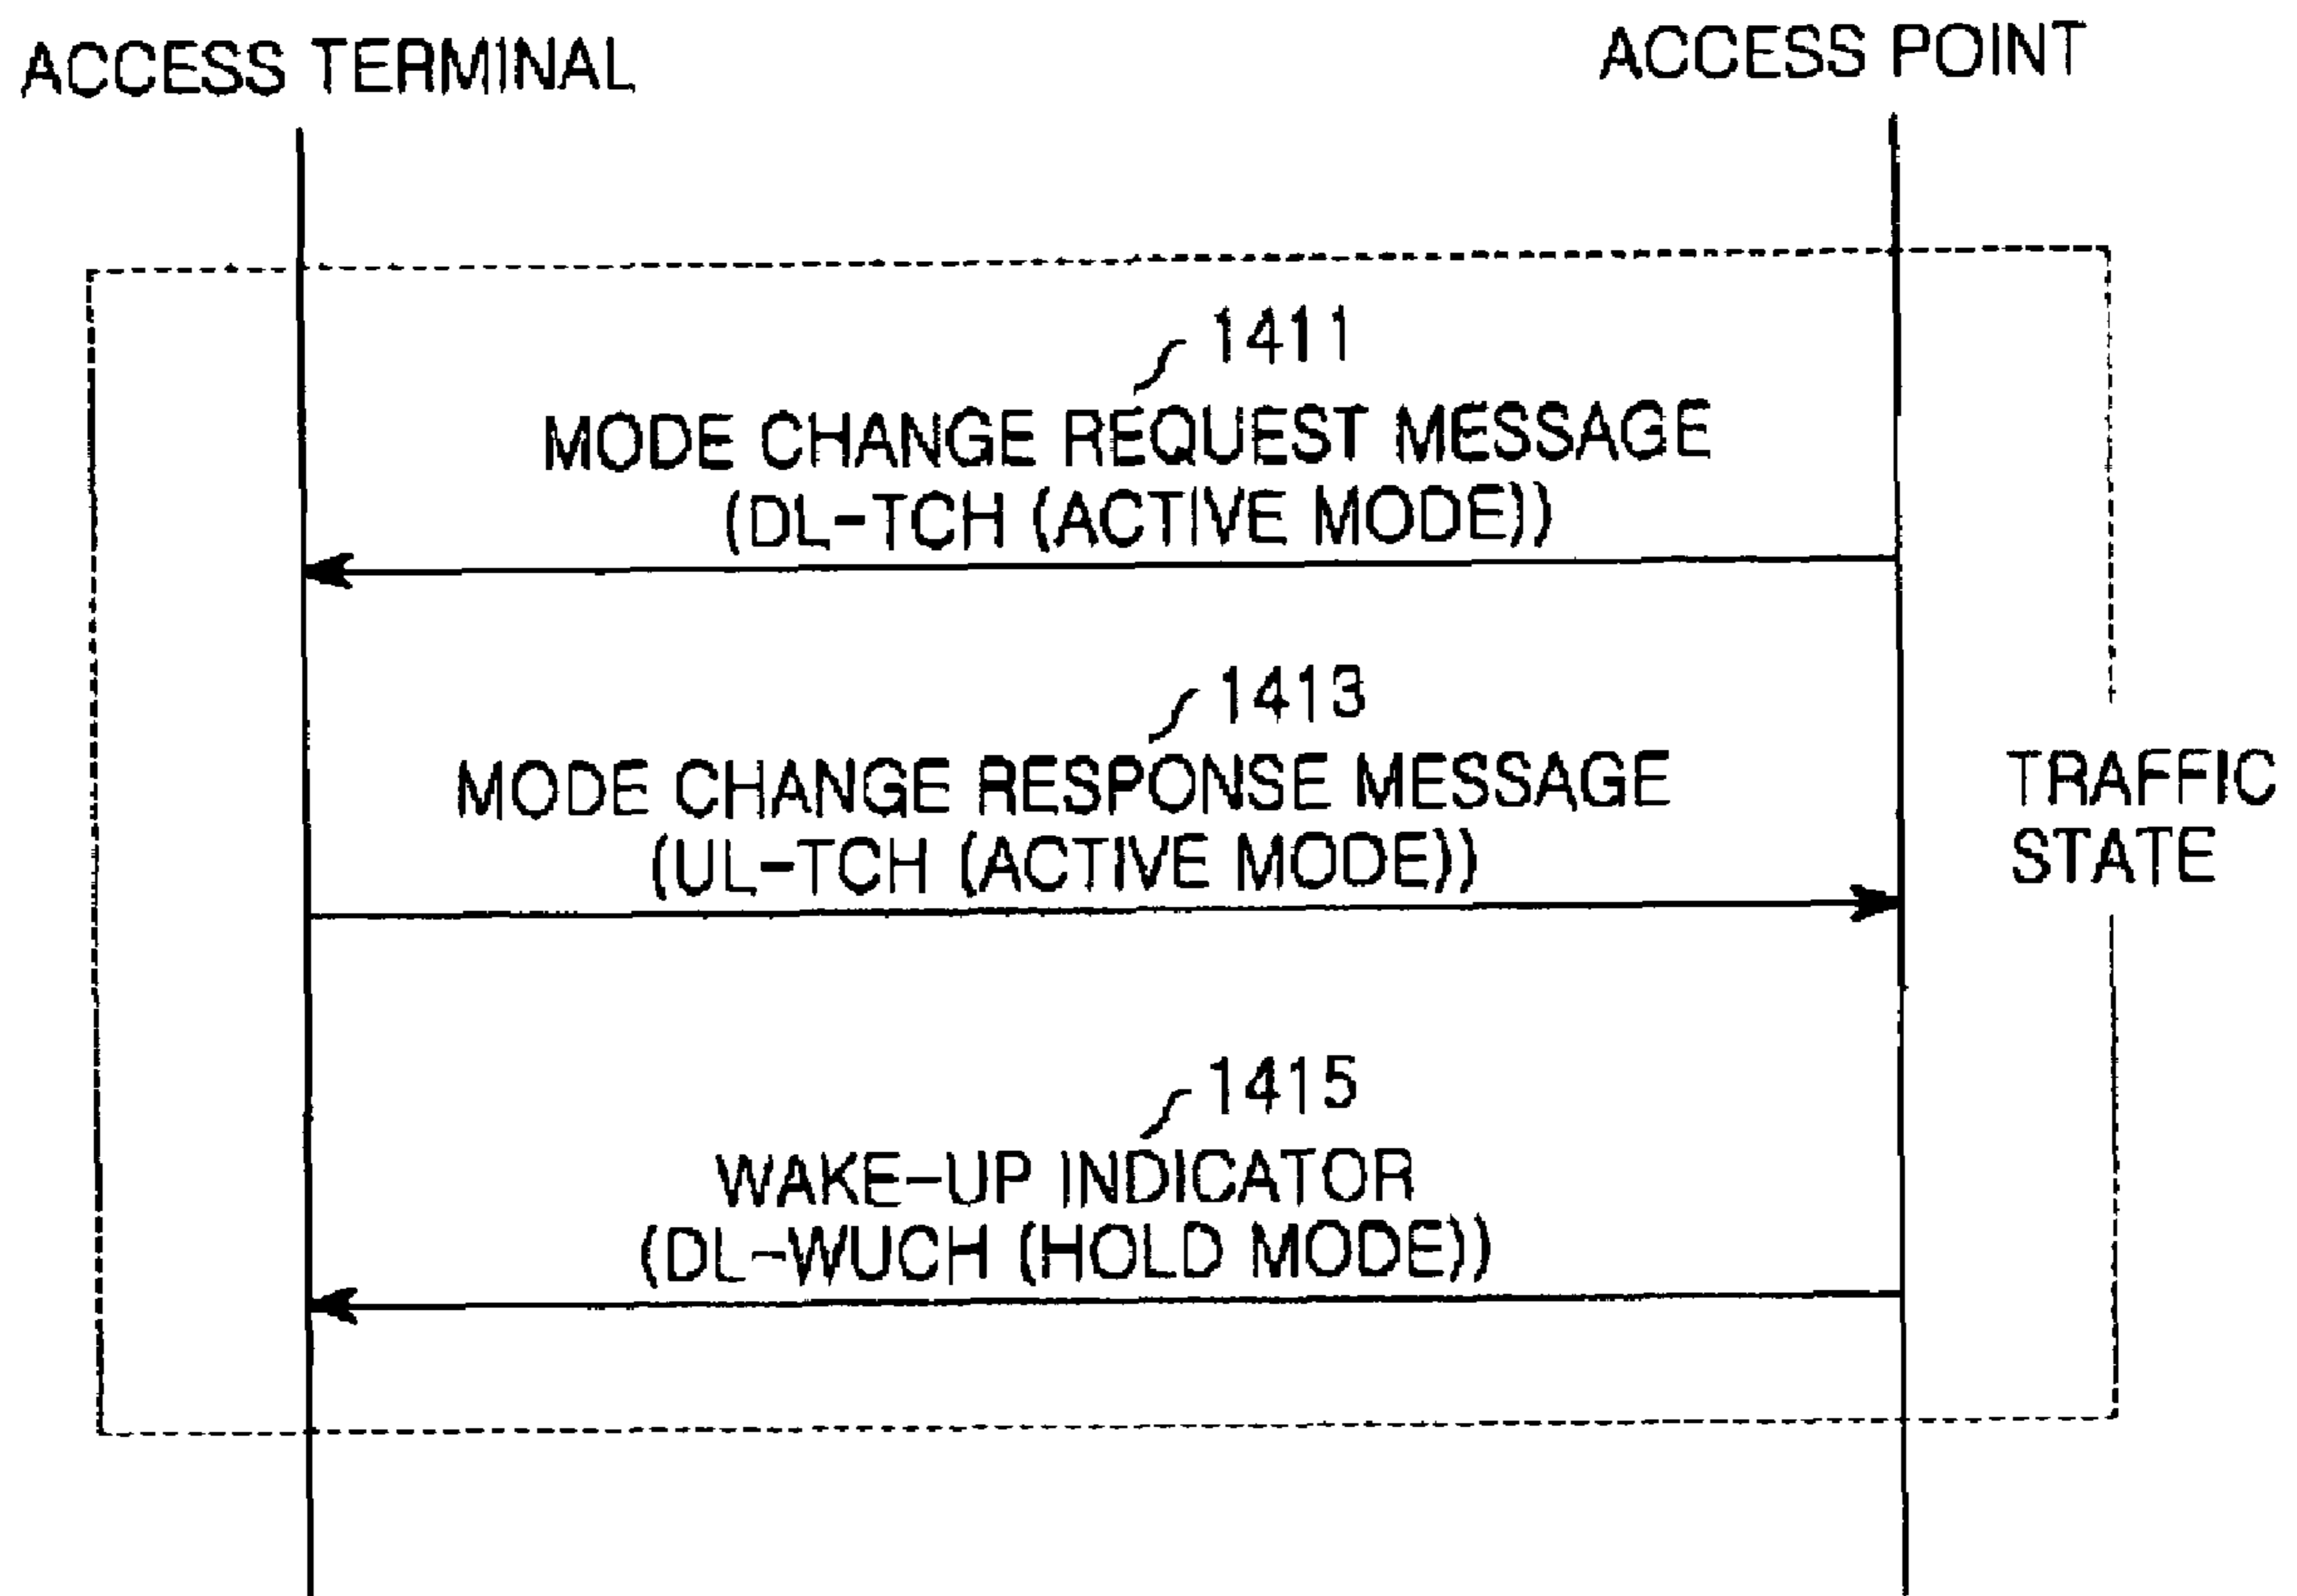 ACCESS TERMINAL
ACCESS POINT
1411
MODE CHANGE REQUEST MESSAGE
(DL-TCH (ACTIVE MODE))
1413
MODE CHANGE RESPONSE MESSAGE
(UL-TCH (ACTIVE MODE))
TRAFFIC
STATE
1415
WAKE-UP INDICATOR
(DL-WUCH (HOLD MODE))